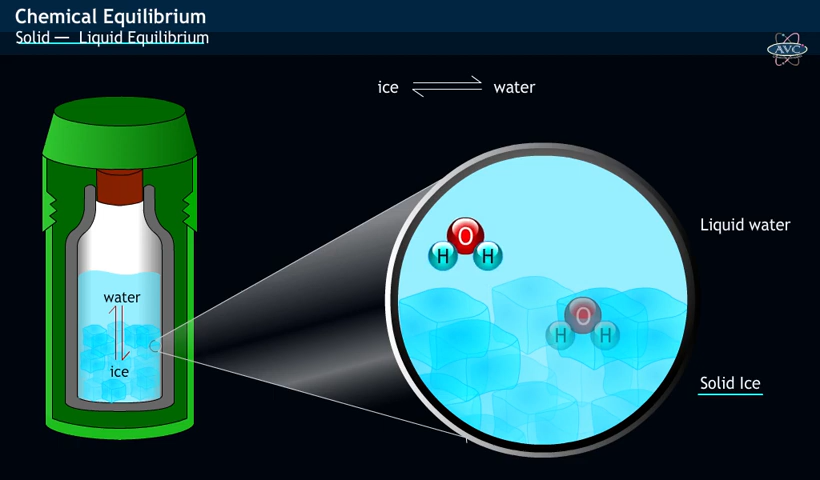 Chemical Equilibrium
Solid — Liquid Equilibrium
AVC
ice water
Liquid water
O
H H
water
O
H H
ice
Solid Ice